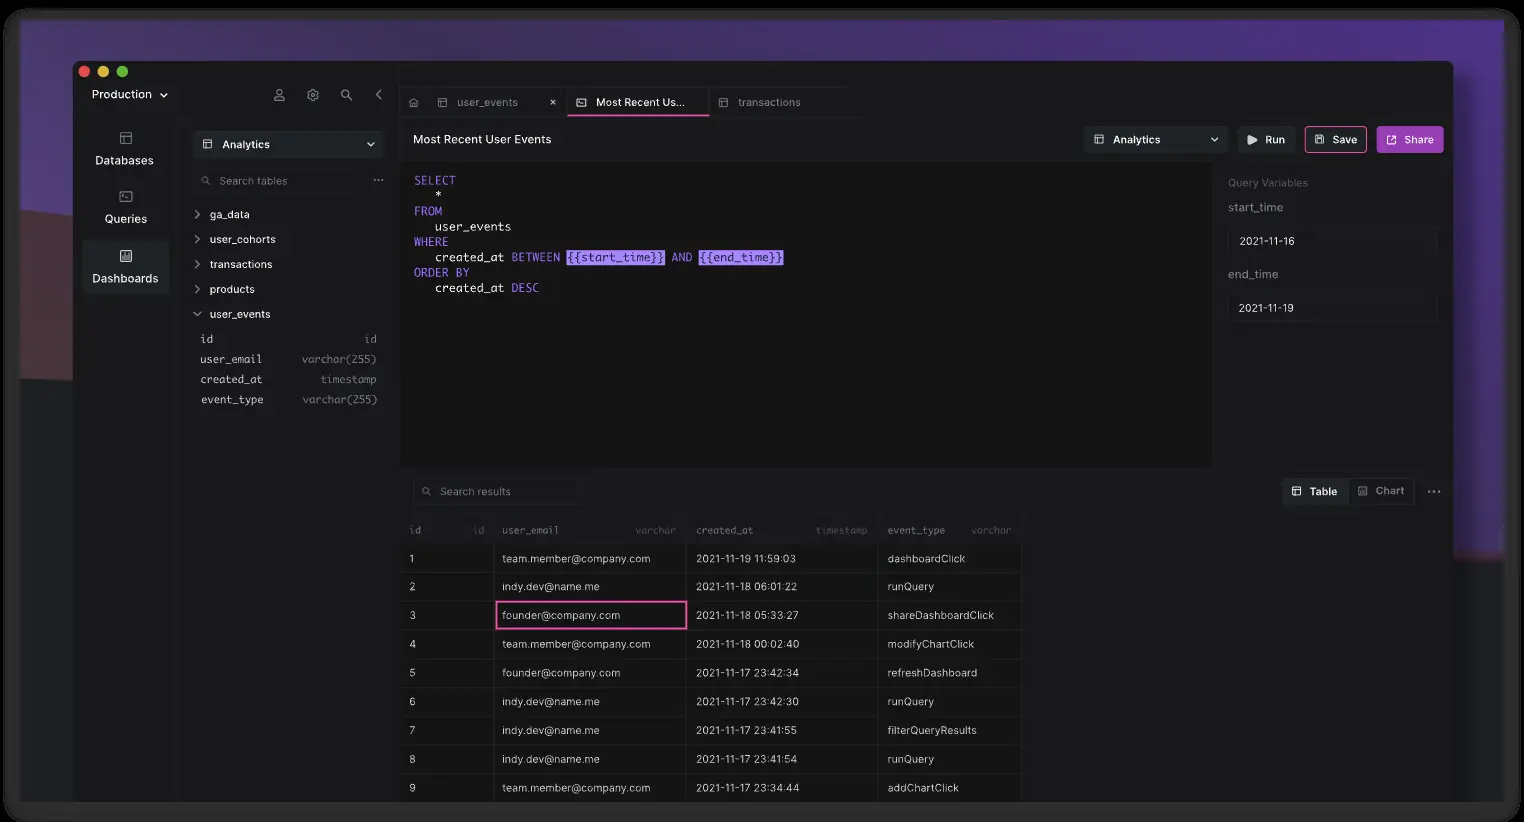 Production
Databases
Queries
Dashboards
Analytics
Search tables ···
ga_data
user_cohorts
transactions
products
user_events
id id
user_email varchar(255)
created_at timestamp
event_type varchar(255)
user_events × Most Recent Us... transactions
Most Recent User Events Analytics Run Save Share
SELECT
*
FROM
user_events
WHERE
created_at BETWEEN {{start_time}} AND {{end_time}}
ORDER BY
created_at DESC
Query Variables
start_time
2021-11-16
end_time
2021-11-19
Search results Table Chart ···
id id user_email varchar created_at timestamp event_type varchar
1 team.member@company.com 2021-11-19 11:59:03 dashboardClick
2 indy.dev@name.me 2021-11-18 06:01:22 runQuery
3 founder@company.com 2021-11-18 05:33:27 shareDashboardClick
4 team.member@company.com 2021-11-18 00:02:40 modifyChartClick
5 founder@company.com 2021-11-17 23:42:34 refreshDashboard
6 indy.dev@name.me 2021-11-17 23:42:30 runQuery
7 indy.dev@name.me 2021-11-17 23:41:55 filterQueryResults
8 indy.dev@name.me 2021-11-17 23:41:54 runQuery
9 team.member@company.com 2021-11-17 23:34:44 addChartClick